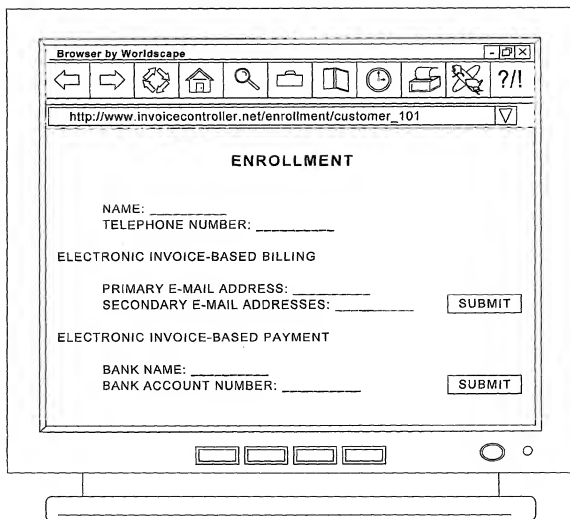 Browser by Worldscape
?/!
http://www.invoicecontroller.net/enrollment/customer_101
ENROLLMENT
NAME:
TELEPHONE NUMBER:
ELECTRONIC INVOICE-BASED BILLING
PRIMARY E-MAIL ADDRESS:
SECONDARY E-MAIL ADDRESSES:
SUBMIT
ELECTRONIC INVOICE-BASED PAYMENT
BANK NAME:
BANK ACCOUNT NUMBER:
SUBMIT